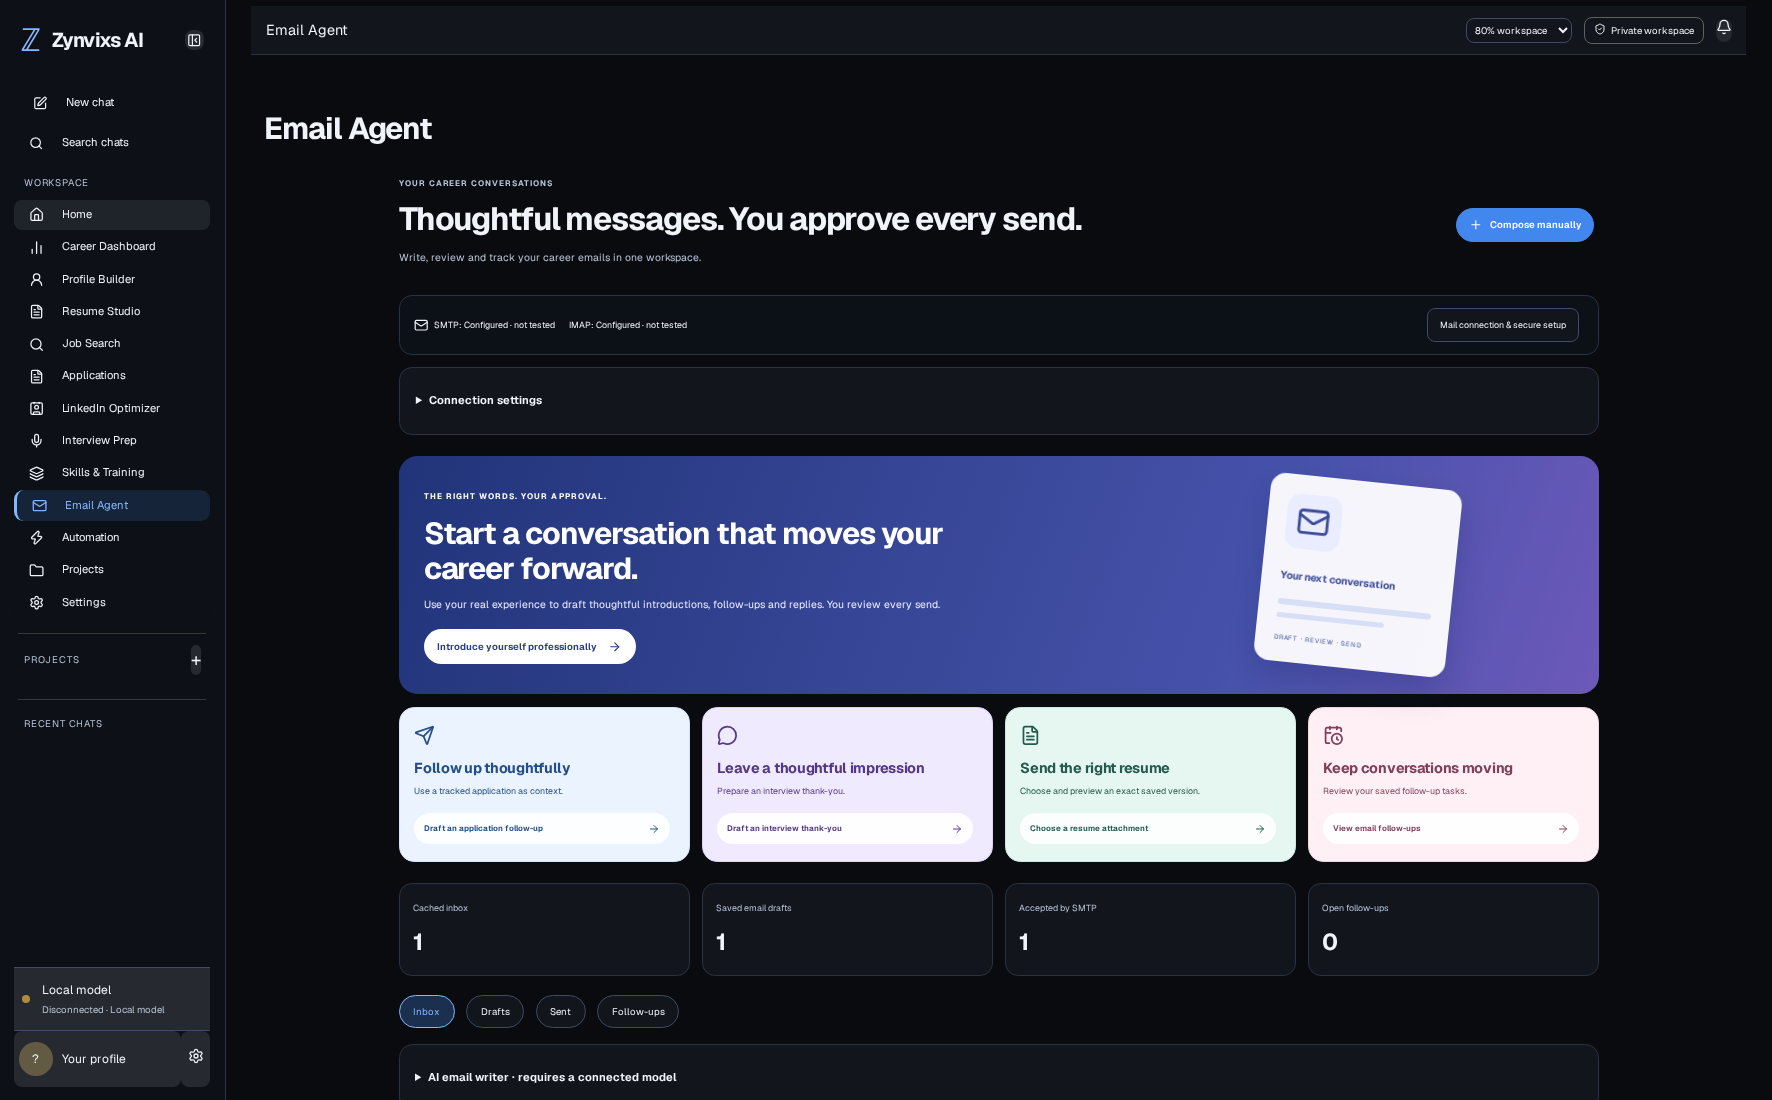 Zynvixs AI
New chat
Search chats
WORKSPACE
Home
Career Dashboard
Profile Builder
Resume Studio
Job Search
Applications
LinkedIn Optimizer
Interview Prep
Skills & Training
Email Agent
Automation
Projects
Settings
PROJECTS
+
RECENT CHATS
Local model
Disconnected · Local model
?
Your profile
Email Agent
80% workspace
Private workspace
Email Agent
YOUR CAREER CONVERSATIONS
Thoughtful messages. You approve every send.
Write, review and track your career emails in one workspace.
+ Compose manually
SMTP: Configured · not tested IMAP: Configured · not tested
Mail connection & secure setup
Connection settings
THE RIGHT WORDS. YOUR APPROVAL.
Start a conversation that moves your
career forward.
Use your real experience to draft thoughtful introductions, follow-ups and replies. You review every send.
Introduce yourself professionally
Your next conversation
DRAFT · REVIEW · SEND
Follow up thoughtfully
Use a tracked application as context.
Draft an application follow-up
Leave a thoughtful impression
Prepare an interview thank-you.
Draft an interview thank-you
Send the right resume
Choose and preview an exact saved version.
Choose a resume attachment
Keep conversations moving
Review your saved follow-up tasks.
View email follow-ups
Cached inbox
1
Saved email drafts
1
Accepted by SMTP
1
Open follow-ups
0
Inbox
Drafts
Sent
Follow-ups
AI email writer · requires a connected model